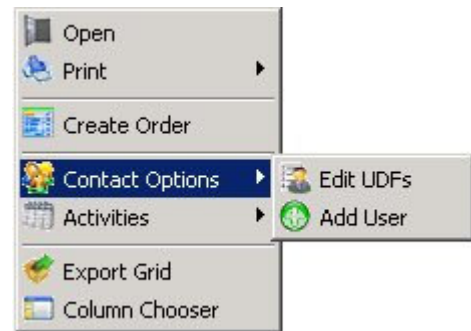 Open
Print
Create Order
Contact Options
Edit UDFs
Activities
Add User
Export Grid
Column Chooser